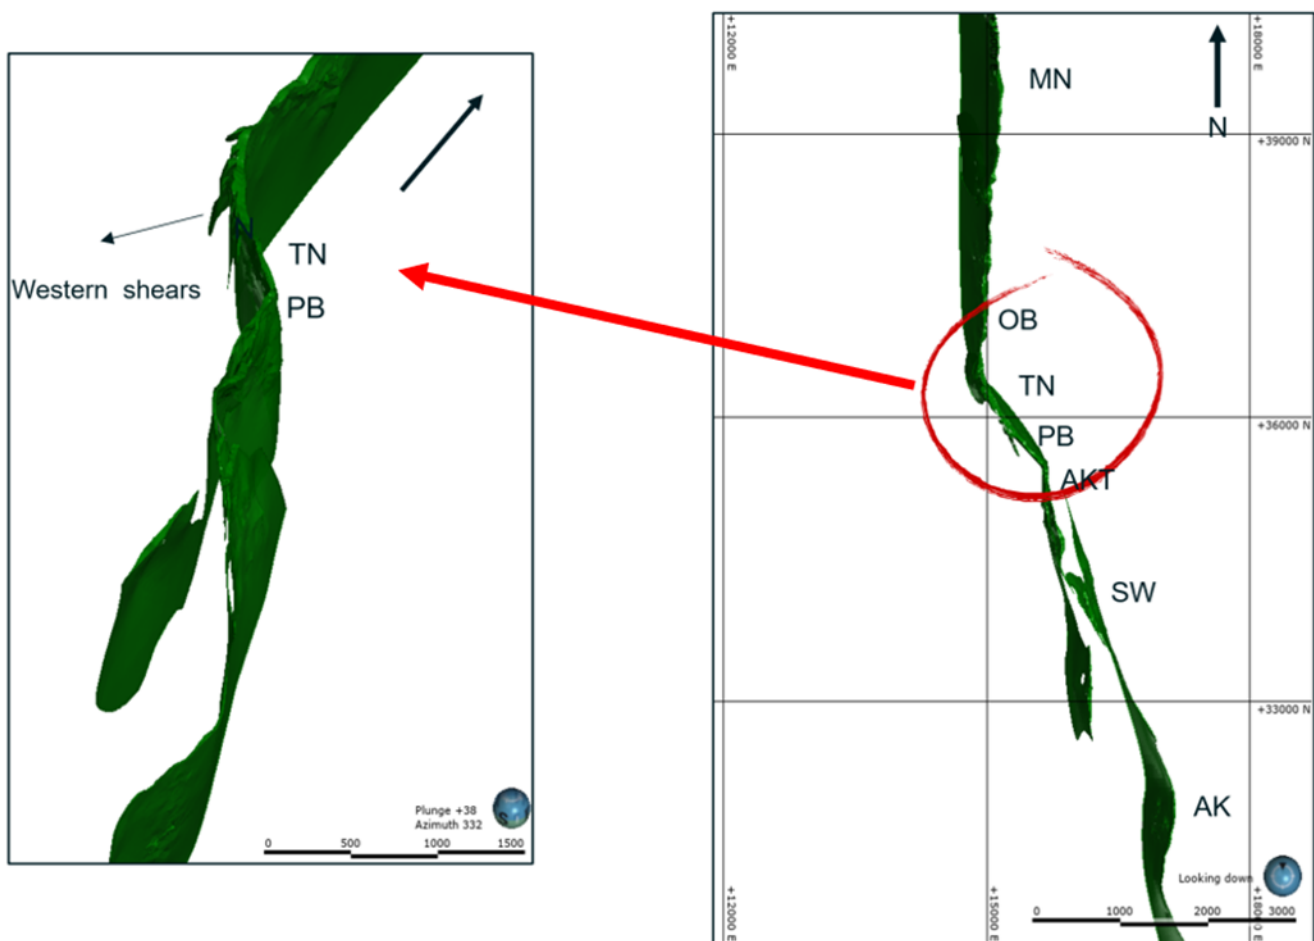 N
TN
Western shears
PB
Plunge +38
Azimuth 332
0 500 1000 1500
+12000 E
+18000 E
MN
N
+39000 N
OB
TN
+36000 N
PB
AKT
SW
+33000 N
AK
Looking down
+12000 E
+15000 E
+18000 E
0 1000 2000 3000